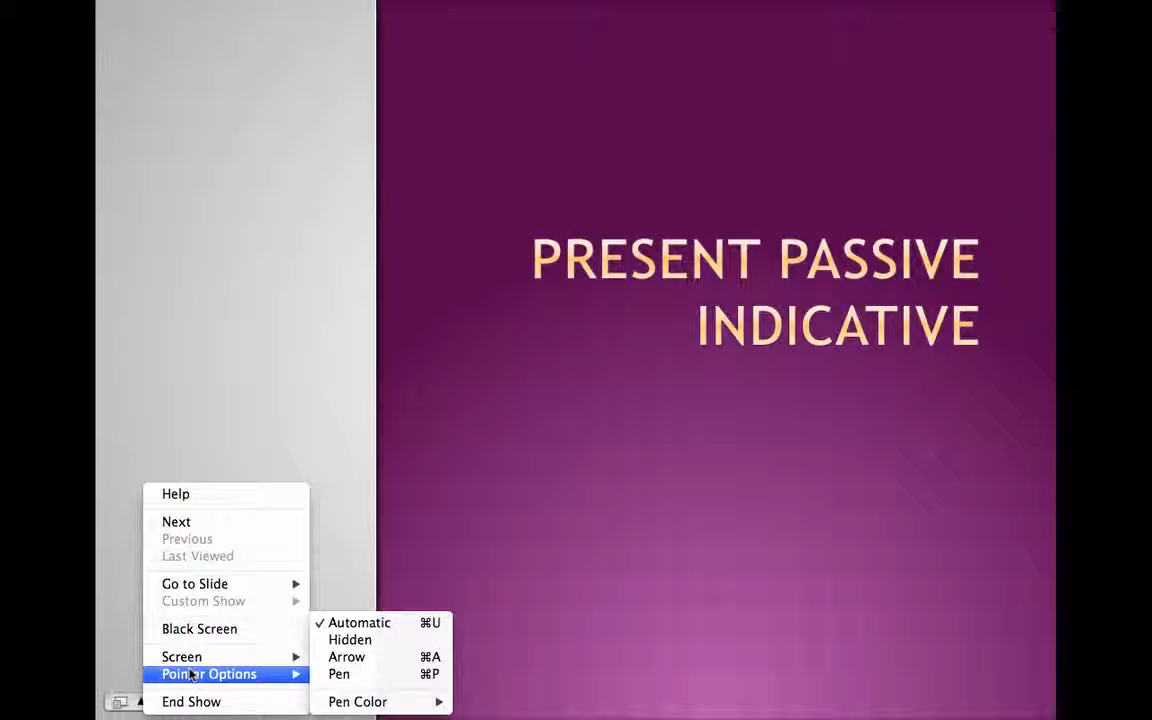 PRESENT PASSIVE
INDICATIVE
Help
Next
Previous
Last Viewed
Go to Slide
Custom Show
Black Screen
Screen
Pointer Options
End Show
Automatic ⌘U
Hidden
Arrow ⌘A
Pen ⌘P
Pen Color